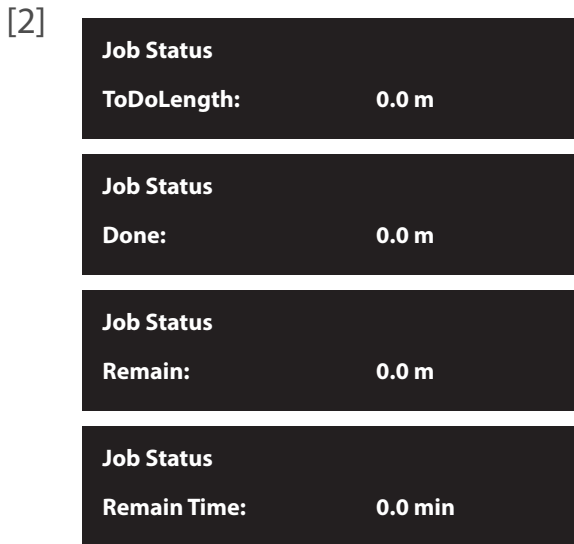 [2]
Job Status
ToDoLength: 0.0 m
Job Status
Done: 0.0 m
Job Status
Remain: 0.0 m
Job Status
Remain Time: 0.0 min